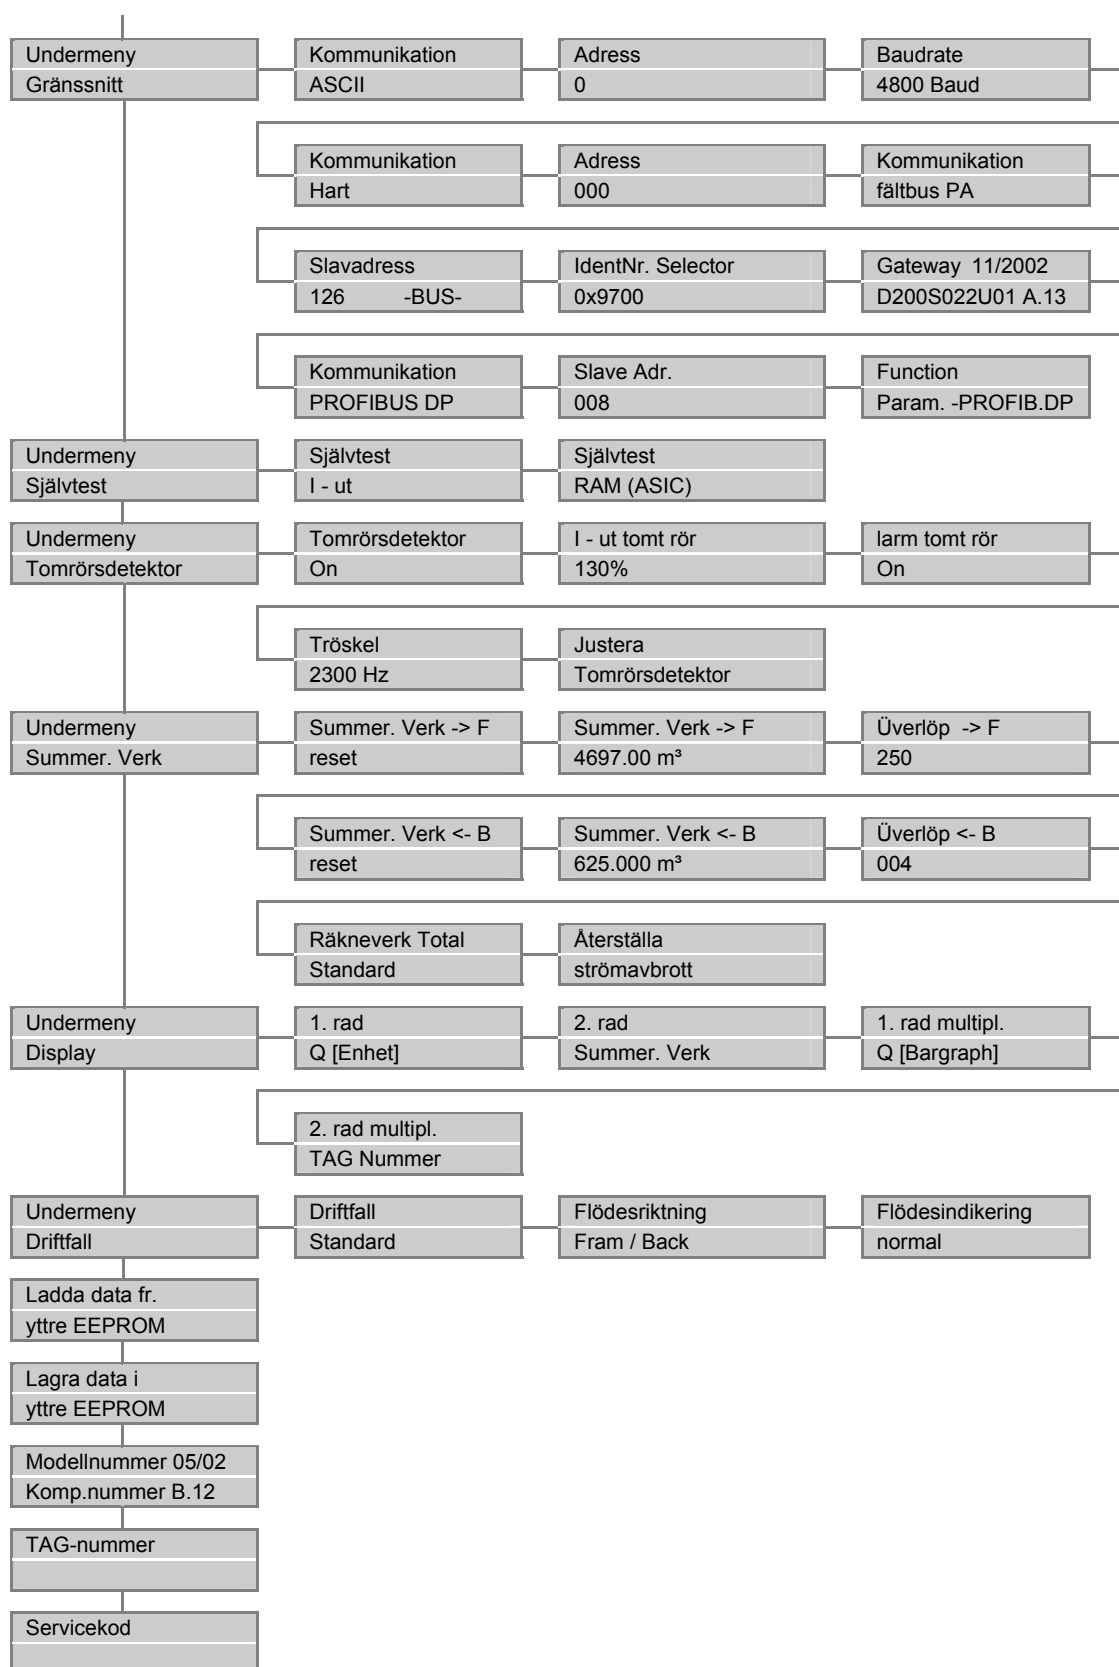 Undermeny
Gränssnitt
Kommunikation
ASCII
Adress
0
Baudrate
4800 Baud
Kommunikation
Hart
Adress
000
Kommunikation
fältbus PA
Slavadress
126 -BUS-
IdentNr. Selector
0x9700
Gateway 11/2002
D200S022U01 A.13
Kommunikation
PROFIBUS DP
Slave Adr.
008
Function
Param. -PROFIB.DP
Undermeny
Självtest
Självtest
I - ut
Självtest
RAM (ASIC)
Undermeny
Tomrörsdetektor
Tomrörsdetektor
On
I - ut tomt rör
130%
larm tomt rör
On
Tröskel
2300 Hz
Justera
Tomrörsdetektor
Undermeny
Summer. Verk
Summer. Verk -> F
reset
Summer. Verk -> F
4697.00 m³
Üverlöp -> F
250
Summer. Verk <- B
reset
Summer. Verk <- B
625.000 m³
Üverlöp <- B
004
Räkneverk Total
Standard
Återställa
strömavbrott
Undermeny
Display
1. rad
Q [Enhet]
2. rad
Summer. Verk
1. rad multipl.
Q [Bargraph]
2. rad multipl.
TAG Nummer
Undermeny
Driftfall
Driftfall
Standard
Flödesriktning
Fram / Back
Flödesindikering
normal
Ladda data fr.
yttre EEPROM
Lagra data i
yttre EEPROM
Modellnummer 05/02
Komp.nummer B.12
TAG-nummer
Servicekod